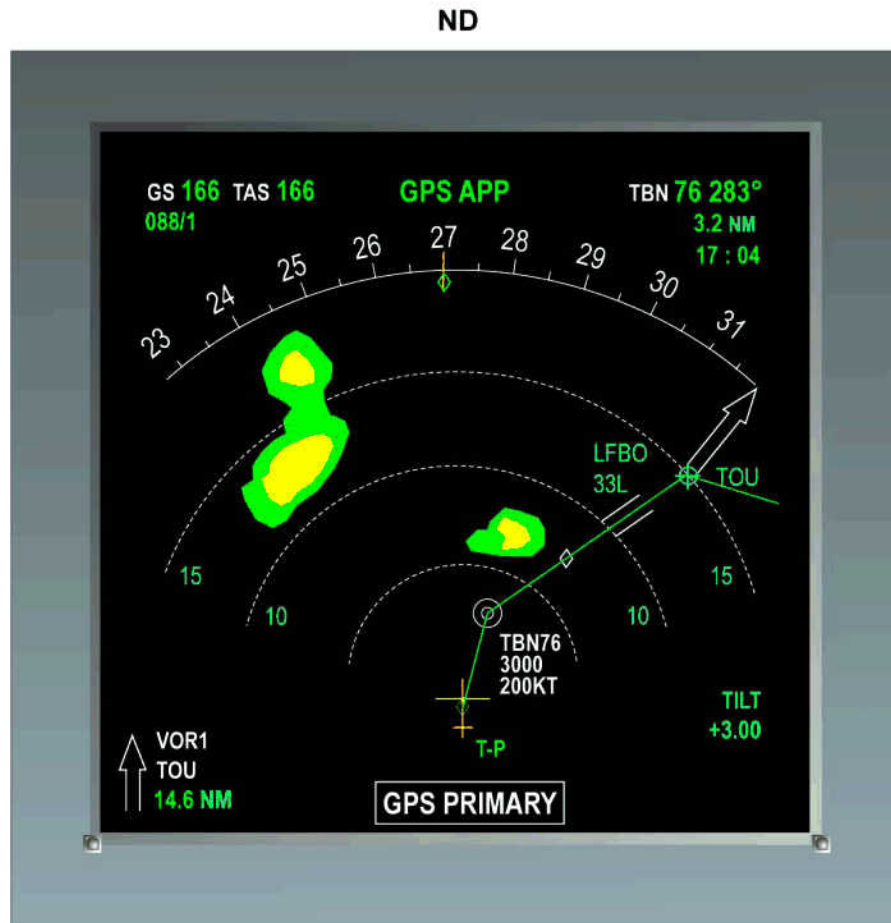 ND
GS 166 TAS 166
GPS APP
TBN 76 283°
088/1
3.2 NM
17 : 04
23 24 25 26 27 28 29 30 31
LFBO
33L
TOU
15
15
10
10
TBN76
3000
200KT
TILT
+3.00
VOR1
TOU
14.6 NM
T-P
GPS PRIMARY